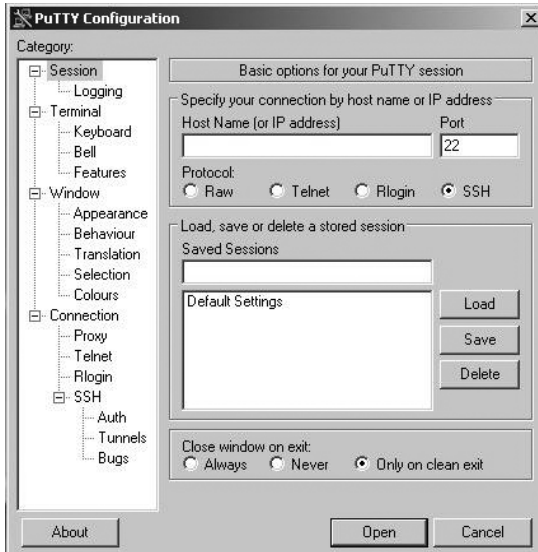 PuTTY Configuration
Category:
Session
Logging
Terminal
Keyboard
Bell
Features
Window
Appearance
Behaviour
Translation
Selection
Colours
Connection
Proxy
Telnet
Rlogin
SSH
Auth
Tunnels
Bugs
Basic options for your PuTTY session
Specify your connection by host name or IP address
Host Name (or IP address) Port
22
Protocol:
Raw Telnet Rlogin SSH
Load, save or delete a stored session
Saved Sessions
Default Settings
Load
Save
Delete
Close window on exit:
Always Never Only on clean exit
About Open Cancel